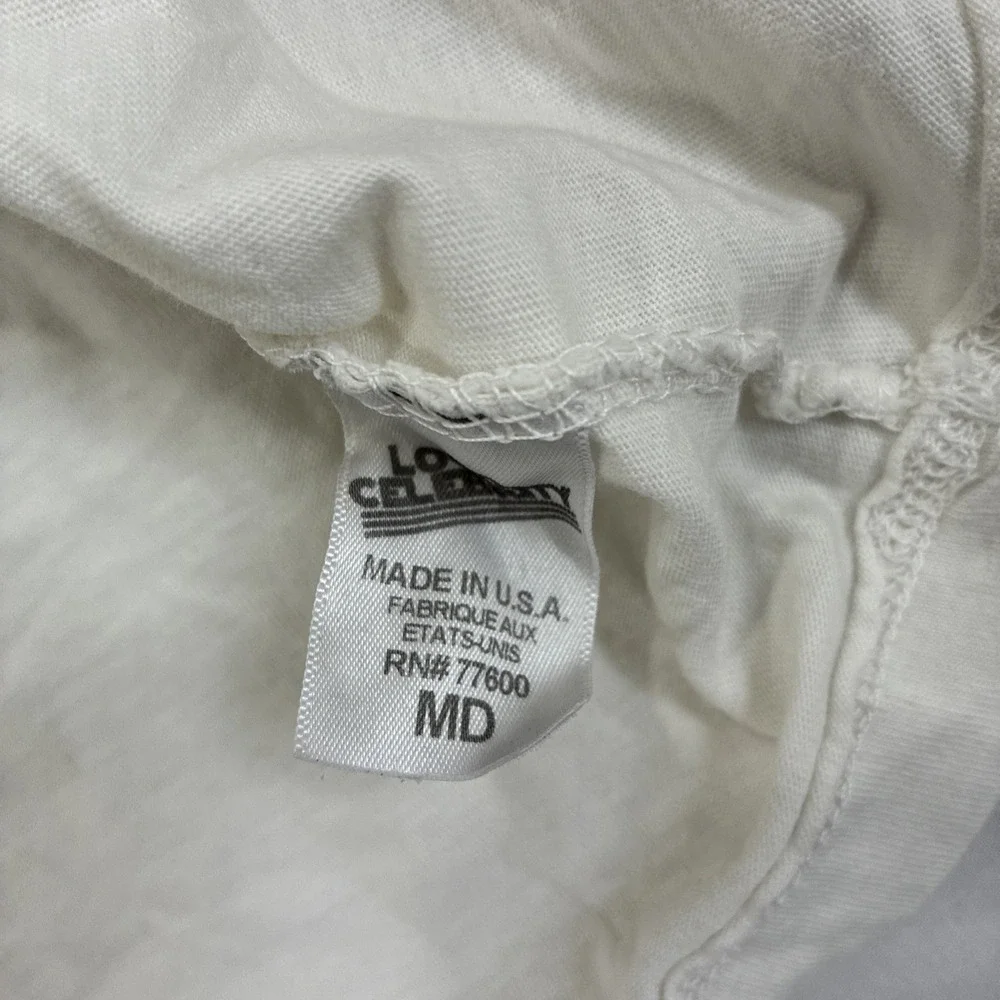 MADE IN U.S.A.
FABRIQUE AUX
ETATS-UNIS
RN# 77600
MD